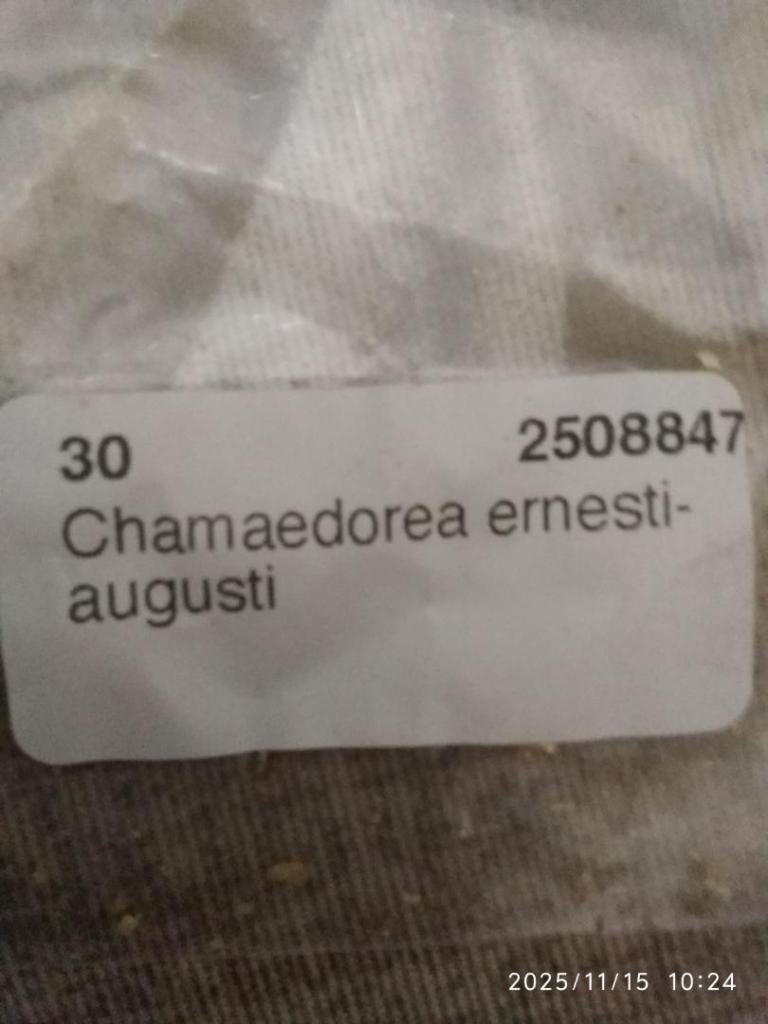 30 2508847
Chamaedorea ernesti-
augusti
2025/11/15 10:24